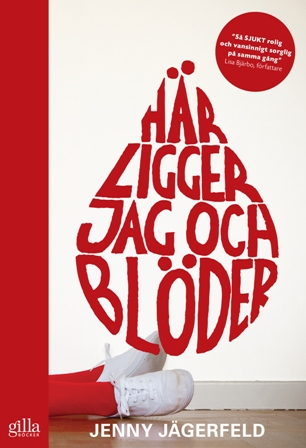 "Så SJUKT rolig
och vansinnigt sorglig
på samma gång"
Lisa Bjärbo, författare
HÄR
LIGGER
JAG OCH
BLÖDER
gilla
BÖCKER
JENNY JÄGERFELD